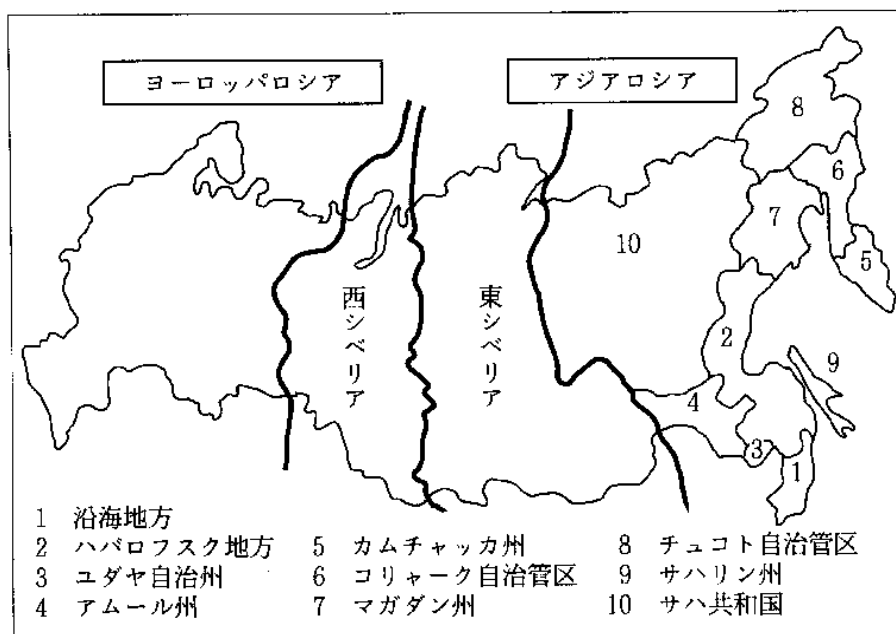 ヨーロッパロシア
アジアロシア
8
6
7
10
5
西シベリア
東シベリア
2
9
4
3
1
1 沿海地方
2 ハバロフスク地方 5 カムチャッカ州 8 チュコト自治管区
3 ユダヤ自治州 6 コリャーク自治管区 9 サハリン州
4 アムール州 7 マガダン州 10 サハ共和国